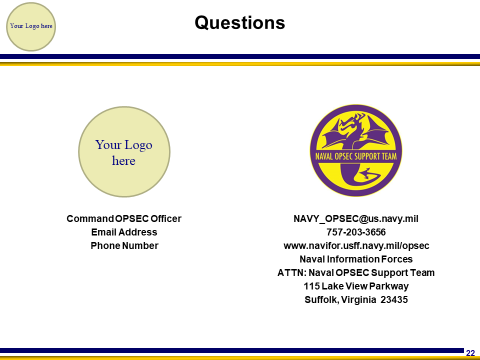 Your Logo here
Questions
Your Logo
here
NAVAL OPSEC SUPPORT TEAM
Command OPSEC Officer
Email Address
Phone Number
NAVY_OPSEC@us.navy.mil
757-203-3656
www.navifor.usff.navy.mil/opsec
Naval Information Forces
ATTN: Naval OPSEC Support Team
115 Lake View Parkway
Suffolk, Virginia 23435
22